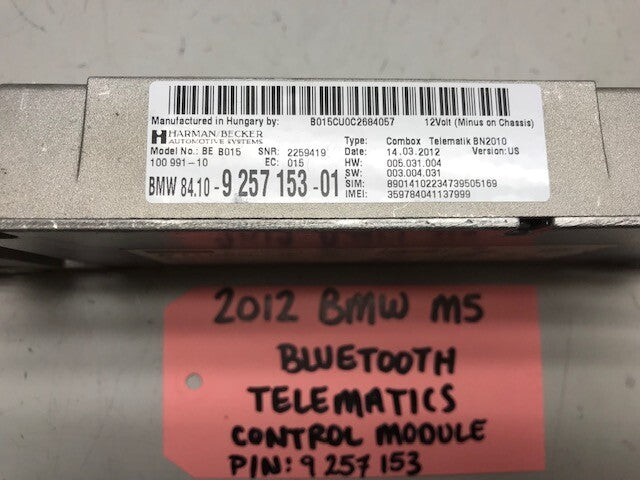 Manufactured in Hungary by: B015CU0C2684057 12Volt (Minus on Chassis)
HARMAN/BECKER
AUTOMOTIVE SYSTEMS
Type: Combox Telematik BN2010
Model No.: BE B015 SNR: 2259419 Date: 14.03.2012 Version: US
100 991-10 EC: 015 HW: 005.031.004
SW: 003.004.031
BMW 84.10 - 9 257 153 - 01 SIM: 89014102234739505169
IMEI: 359784041137999
2012 BMW M5
BLUETOOTH
TELEMATICS
CONTROL MODULE
P/N: 9 257 153